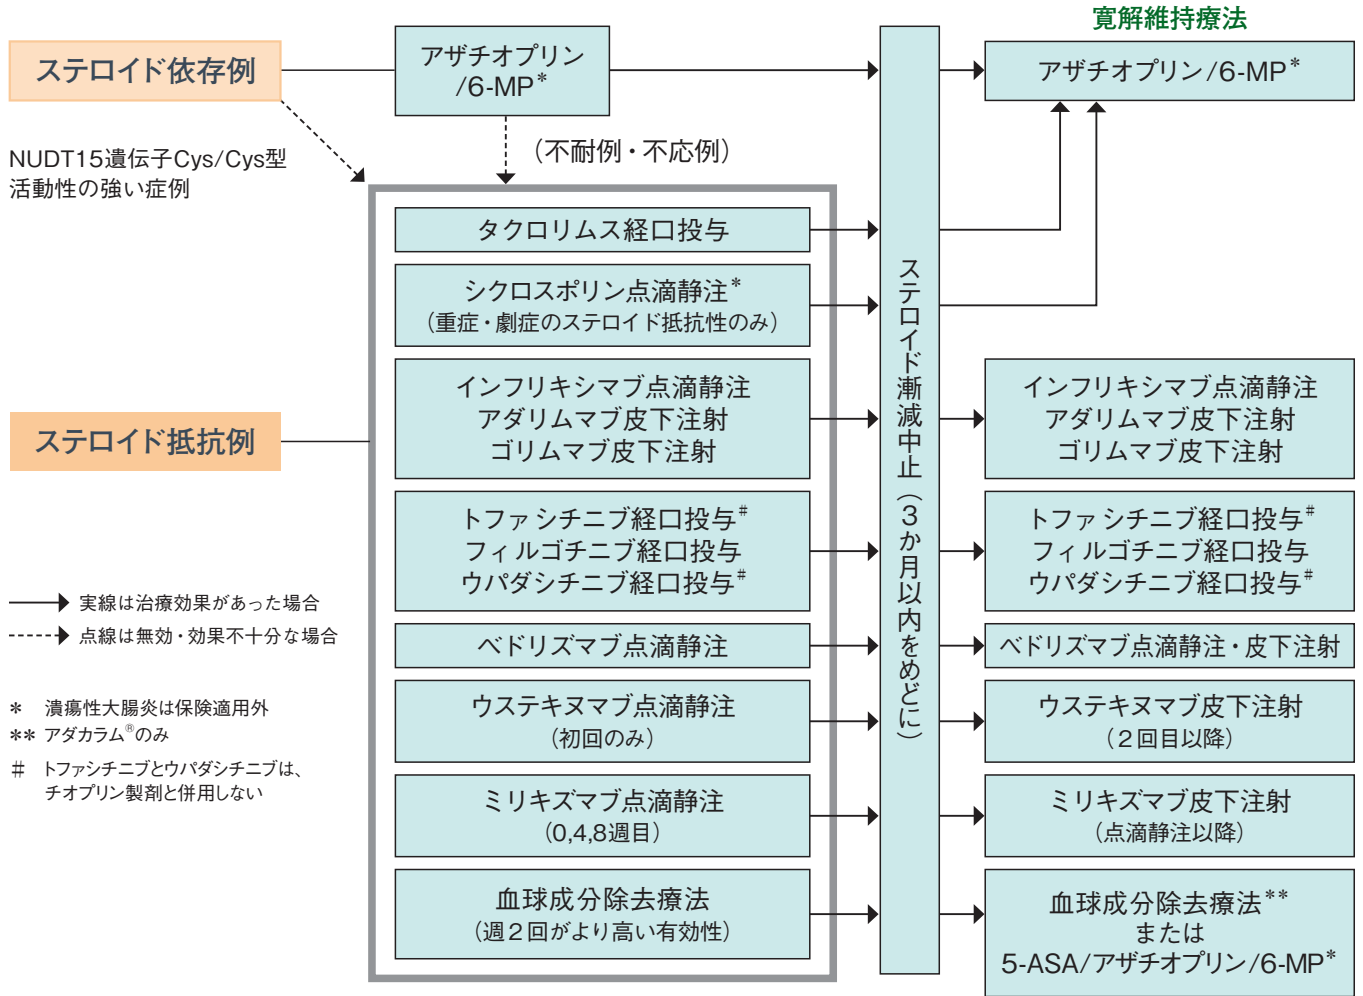 寛解維持療法
ステロイド依存例
アザチオプリン
/6-MP*
アザチオプリン/6-MP*
NUDT15遺伝子Cys/Cys型
活動性の強い症例
（不耐例・不応例）
タクロリムス経口投与
シクロスポリン点滴静注*
（重症・劇症のステロイド抵抗性のみ）
ステロイド抵抗例
インフリキシマブ点滴静注
アダリムマブ皮下注射
ゴリムマブ皮下注射
トファシチニブ経口投与#
フィルゴチニブ経口投与
ウパダシチニブ経口投与#
ベドリズマブ点滴静注
ウステキヌマブ点滴静注
（初回のみ）
ミリキズマブ点滴静注
（0,4,8週目）
血球成分除去療法
（週２回がより高い有効性）
ステロイド漸減中止（３か月以内をめどに）
インフリキシマブ点滴静注
アダリムマブ皮下注射
ゴリムマブ皮下注射
トファシチニブ経口投与#
フィルゴチニブ経口投与
ウパダシチニブ経口投与#
ベドリズマブ点滴静注・皮下注射
ウステキヌマブ皮下注射
（２回目以降）
ミリキズマブ皮下注射
（点滴静注以降）
血球成分除去療法**
または
5-ASA/アザチオプリン/6-MP*
実線は治療効果があった場合
点線は無効・効果不十分な場合
* 潰瘍性大腸炎は保険適用外
** アダカラム®のみ
# トファシチニブとウパダシチニブは、
チオプリン製剤と併用しない